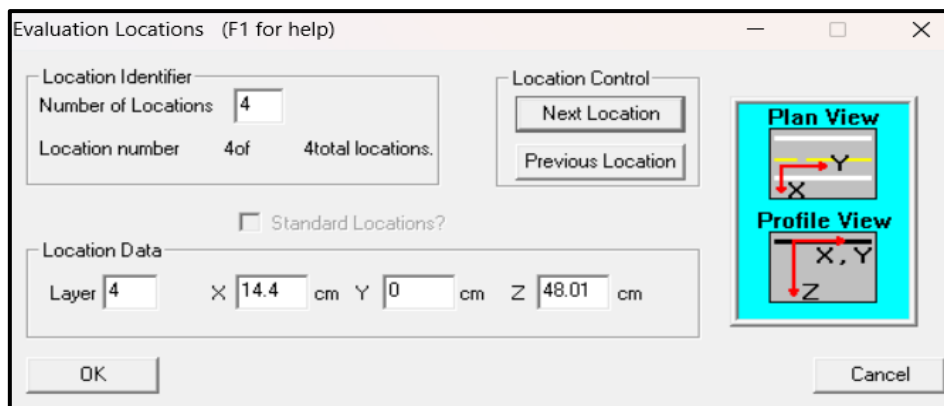 Evaluation Locations (F1 for help)
Location Identifier
Number of Locations 4
Location number 4of 4total locations.
Location Control
Next Location
Previous Location
Standard Locations?
Location Data
Layer 4 X 14.4 cm Y 0 cm Z 48.01 cm
Plan View
Y
X
Profile View
X, Y
Z
OK
Cancel